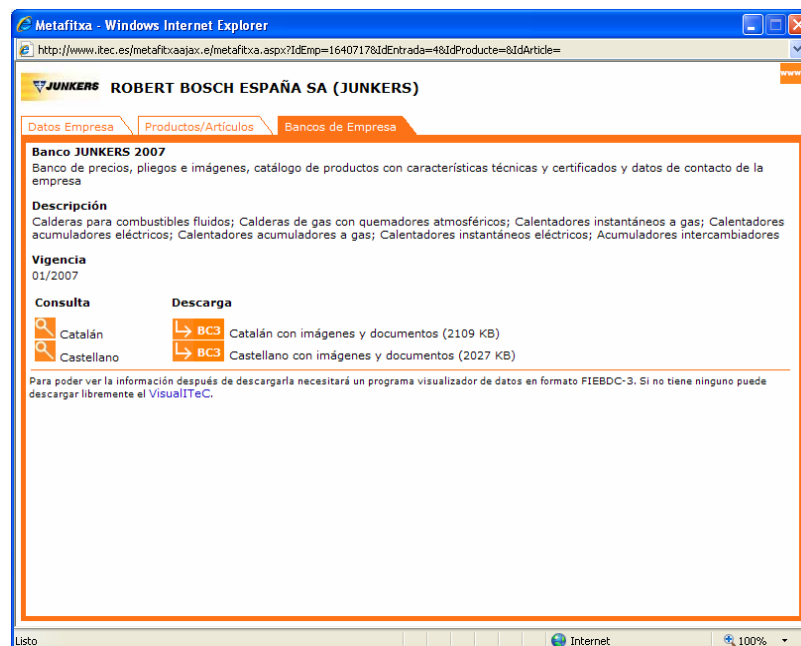 Metafitxa - Windows Internet Explorer
http://www.itec.es/metafitxaajax.e/metafitxa.aspx?IdEmp=1640717&IdEntrada=4&IdProducte=&IdArticle=
www
JUNKERS ROBERT BOSCH ESPAÑA SA (JUNKERS)
Datos Empresa Productos/Artículos Bancos de Empresa
Banco JUNKERS 2007
Banco de precios, pliegos e imágenes, catálogo de productos con características técnicas y certificados y datos de contacto de la
empresa
Descripción
Calderas para combustibles fluidos; Calderas de gas con quemadores atmosféricos; Calentadores instantáneos a gas; Calentadores
acumuladores eléctricos; Calentadores acumuladores a gas; Calentadores instantáneos eléctricos; Acumuladores intercambiadores
Vigencia
01/2007
Consulta Descarga
Catalán BC3 Catalán con imágenes y documentos (2109 KB)
Castellano BC3 Castellano con imágenes y documentos (2027 KB)
Para poder ver la información después de descargarla necesitará un programa visualizador de datos en formato FIEBDC-3. Si no tiene ninguno puede
descargar libremente el VisualITeC.
Listo Internet 100%